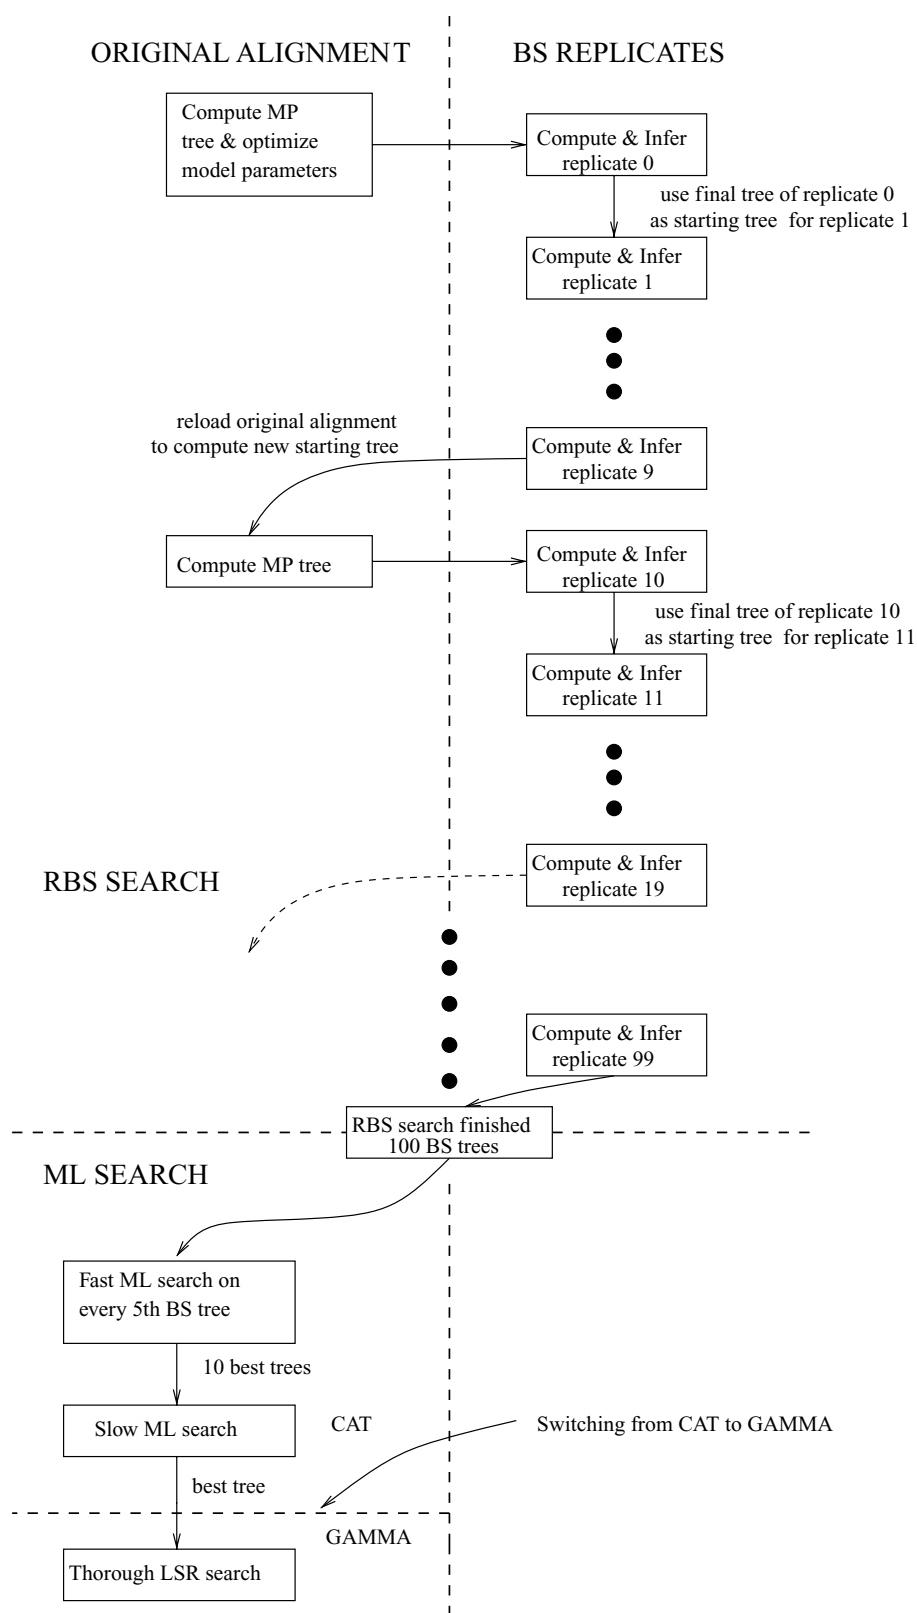 ORIGINAL ALIGNMENT
BS REPLICATES
Compute MP
tree & optimize
model parameters
Compute & Infer
replicate 0
use final tree of replicate 0
as starting tree for replicate 1
Compute & Infer
replicate 1
reload original alignment
to compute new starting tree
Compute & Infer
replicate 9
Compute MP tree
Compute & Infer
replicate 10
use final tree of replicate 10
as starting tree for replicate 11
Compute & Infer
replicate 11
RBS SEARCH
Compute & Infer
replicate 19
Compute & Infer
replicate 99
RBS search finished
100 BS trees
ML SEARCH
Fast ML search on
every 5th BS tree
10 best trees
Slow ML search
CAT
Switching from CAT to GAMMA
best tree
GAMMA
Thorough LSR search